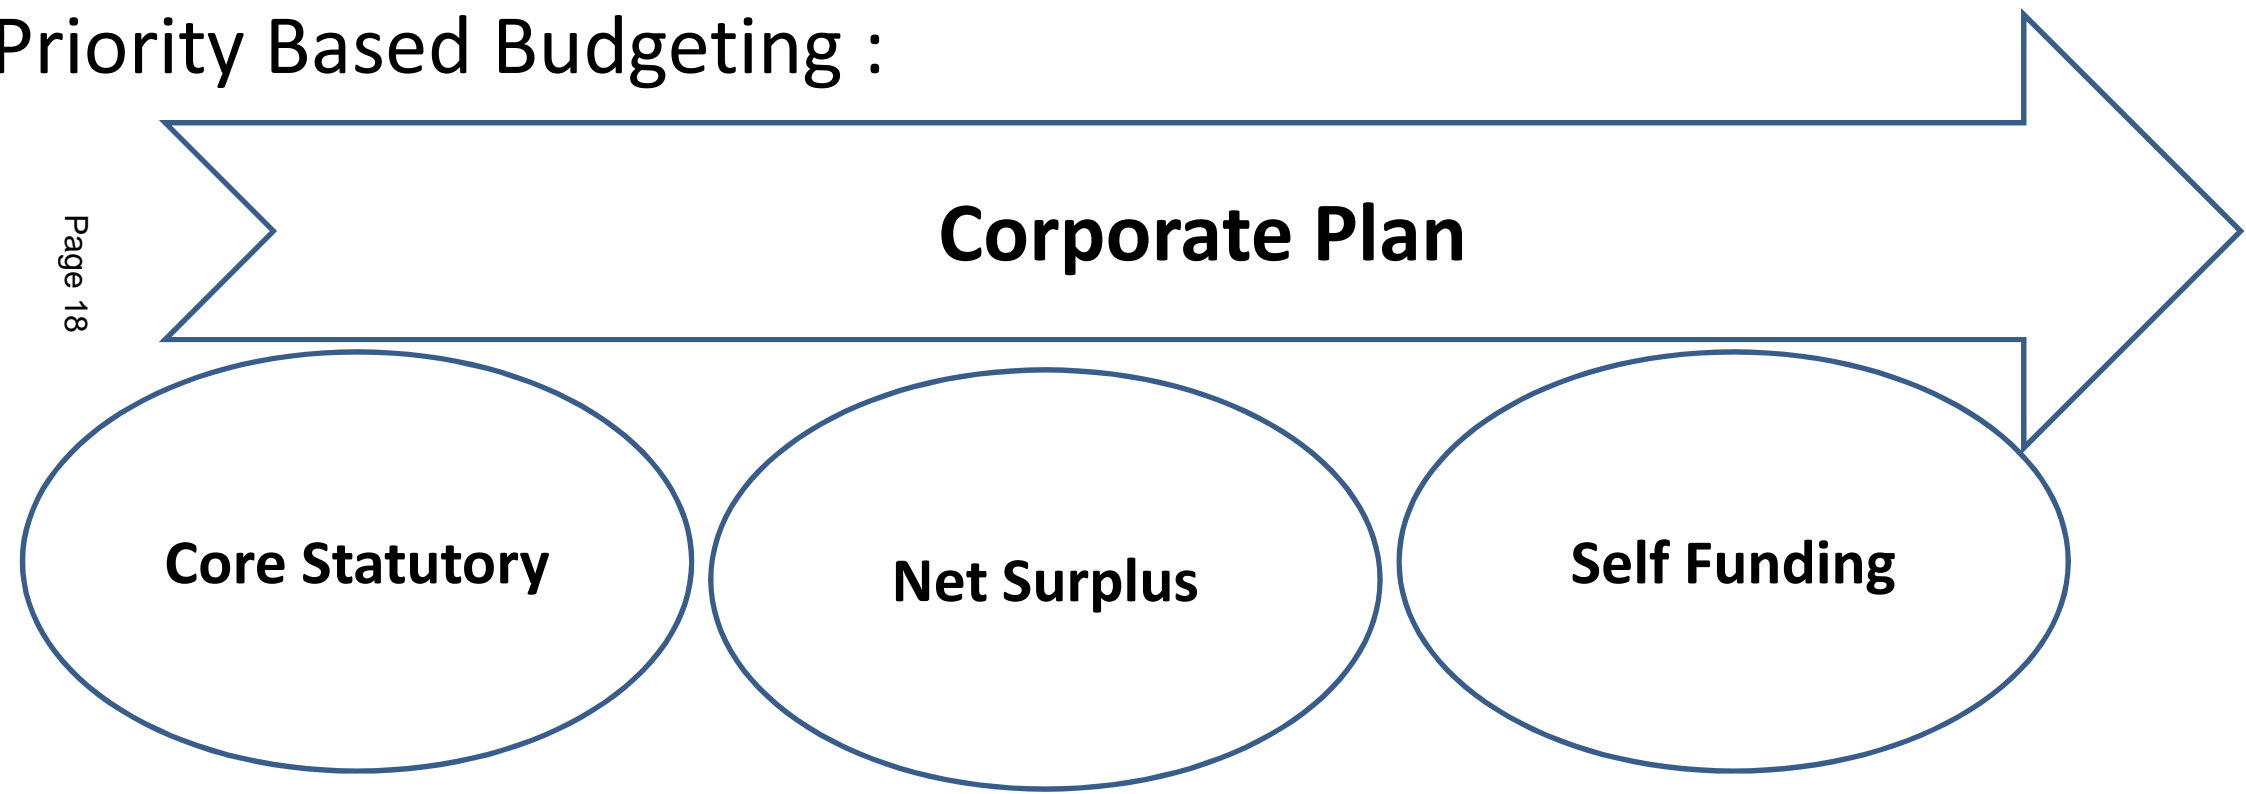 Priority Based Budgeting :
Corporate Plan
Page 18
Core Statutory
Net Surplus
Self Funding